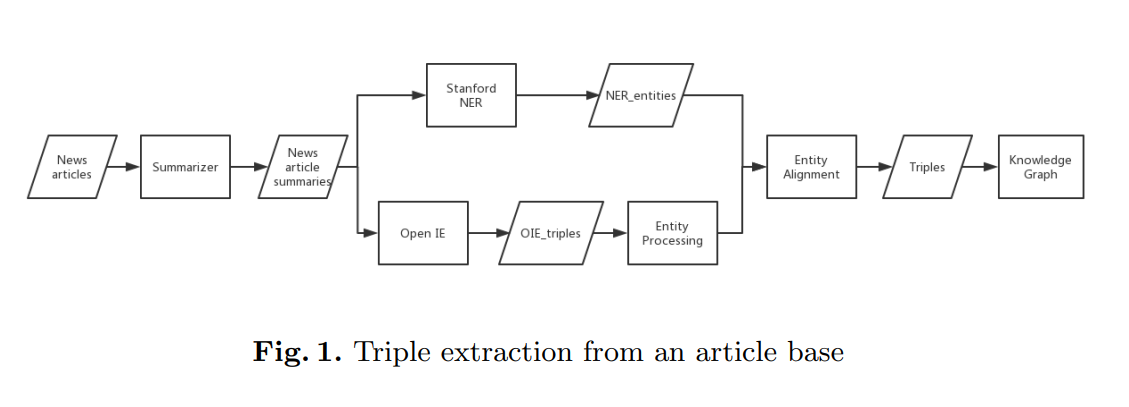 News
articles
Summarizer
News
article
summaries
Stanford
NER
NER_entities
Open IE
OIE_triples
Entity
Processing
Entity
Alignment
Triples
Knowledge
Graph
Fig. 1. Triple extraction from an article base